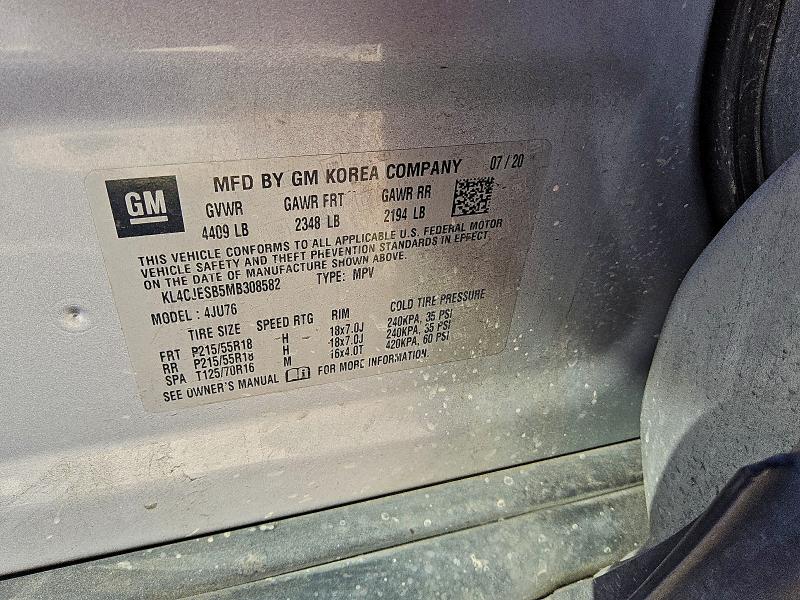 GM
MFD BY GM KOREA COMPANY 07/20
GVWR GAWR FRT GAWR RR
4409 LB 2348 LB 2194 LB
THIS VEHICLE CONFORMS TO ALL APPLICABLE U.S. FEDERAL MOTOR
VEHICLE SAFETY AND THEFT PREVENTION STANDARDS IN EFFECT
ON THE DATE OF MANUFACTURE SHOWN ABOVE.
KL4CJESB5MB308582 TYPE: MPV
MODEL: 4JU76
TIRE SIZE SPEED RTG RIM COLD TIRE PRESSURE
FRT P215/55R18 H 18x7.0J 240KPA, 35 PSI
RR P215/55R18 H 18x7.0J 240KPA, 35 PSI
SPA T125/70R16 M 16x4.0T 420KPA, 60 PSI
SEE OWNER'S MANUAL FOR MORE INFORMATION.